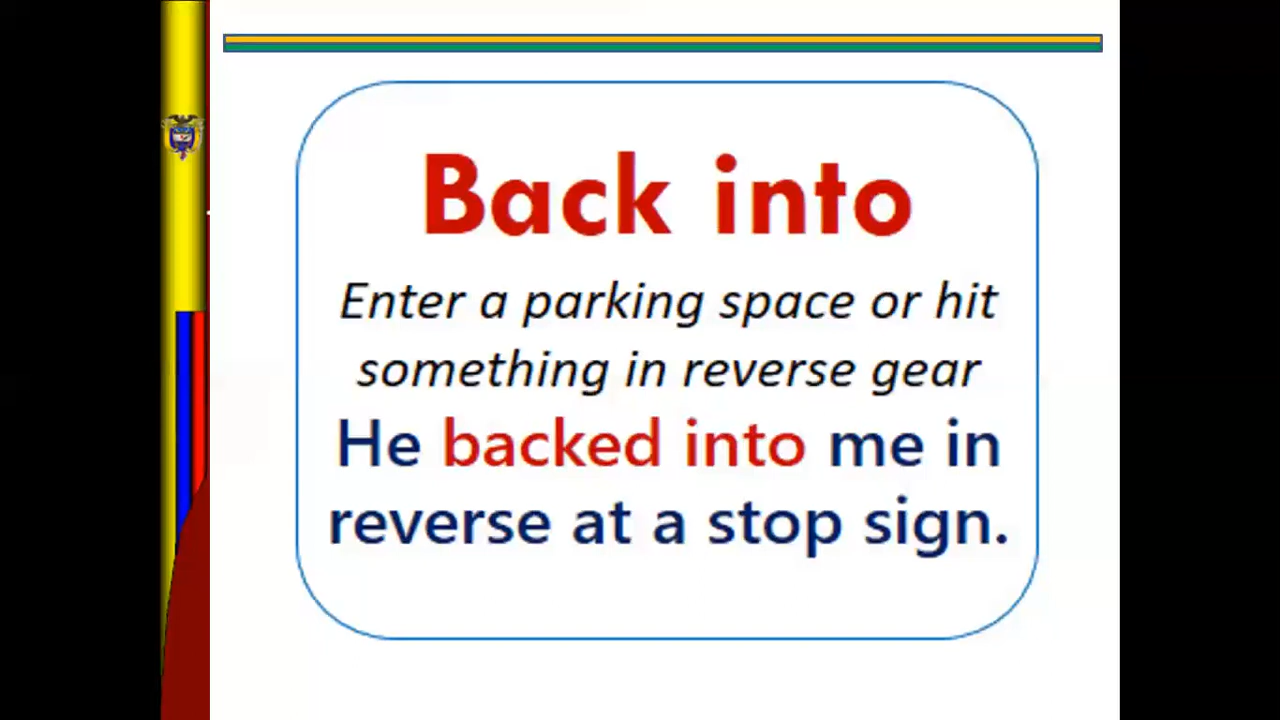 Back into
Enter a parking space or hit
something in reverse gear
He backed into me in
reverse at a stop sign.